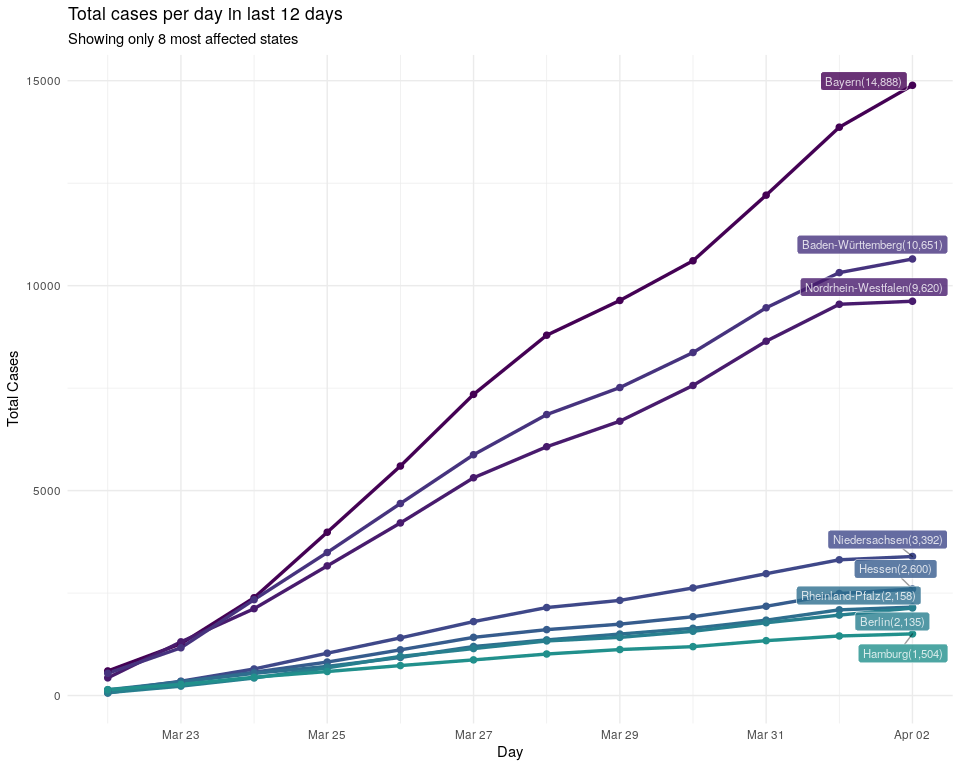 Total cases per day in last 12 days
Showing only 8 most affected states
15000
10000
5000
0
Total Cases
Bayern(14,888)
Baden-Württemberg(10,651)
Nordrhein-Westfalen(9,620)
Niedersachsen(3,392)
Hessen(2,600)
Rheinland-Pfalz(2,158)
Berlin(2,135)
Hamburg(1,504)
Mar 23
Mar 25
Mar 27
Mar 29
Mar 31
Apr 02
Day